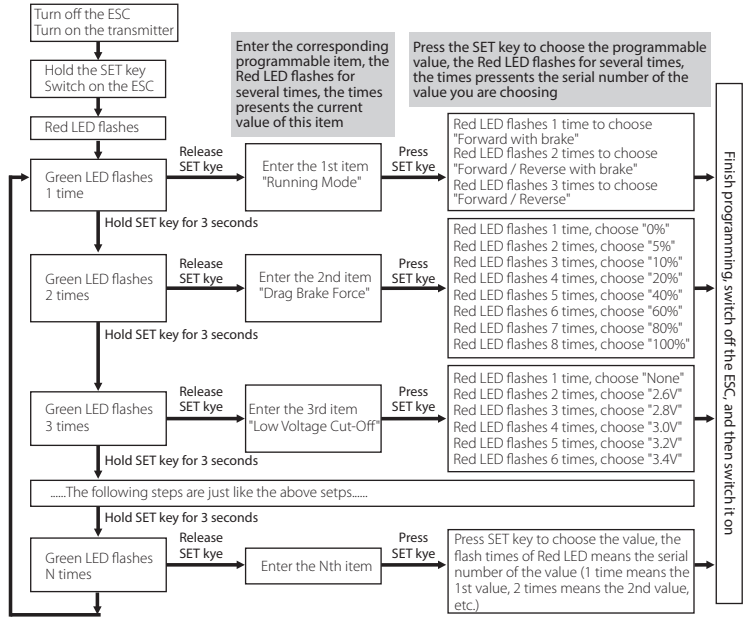 Turn off the ESC
Turn on the transmitter
Hold the SET key
Switch on the ESC
Red LED flashes
Enter the corresponding
programmable item, the
Red LED flashes for
several times, the times
presents the current
value of this item
Press the SET key to choose the programmable
value, the Red LED flashes for several times,
the times pressents the serial number of the
value you are choosing
Green LED flashes
1 time
Release
SET kye
Enter the 1st item
"Running Mode"
Press
SET kye
Red LED flashes 1 time to choose
"Forward with brake"
Red LED flashes 2 times to choose
"Forward / Reverse with brake"
Red LED flashes 3 times to choose
"Forward / Reverse"
Hold SET key for 3 seconds
Green LED flashes
2 times
Release
SET kye
Enter the 2nd item
"Drag Brake Force"
Press
SET kye
Red LED flashes 1 time, choose "0%"
Red LED flashes 2 times, choose "5%"
Red LED flashes 3 times, choose "10%"
Red LED flashes 4 times, choose "20%"
Red LED flashes 5 times, choose "40%"
Red LED flashes 6 times, choose "60%"
Red LED flashes 7 times, choose "80%"
Red LED flashes 8 times, choose "100%"
Hold SET key for 3 seconds
Green LED flashes
3 times
Release
SET kye
Enter the 3rd item
"Low Voltage Cut-Off"
Press
SET kye
Red LED flashes 1 time, choose "None"
Red LED flashes 2 times, choose "2.6V"
Red LED flashes 3 times, choose "2.8V"
Red LED flashes 4 times, choose "3.0V"
Red LED flashes 5 times, choose "3.2V"
Red LED flashes 6 times, choose "3.4V"
Hold SET key for 3 seconds
......The following steps are just like the above setps......
Hold SET key for 3 seconds
Green LED flashes
N times
Release
SET kye
Enter the Nth item
Press
SET kye
Press SET key to choose the value, the
flash times of Red LED means the serial
number of the value (1 time means the
1st value, 2 times means the 2nd value,
etc.)
Finish programming, switch off the ESC, and then switch it on